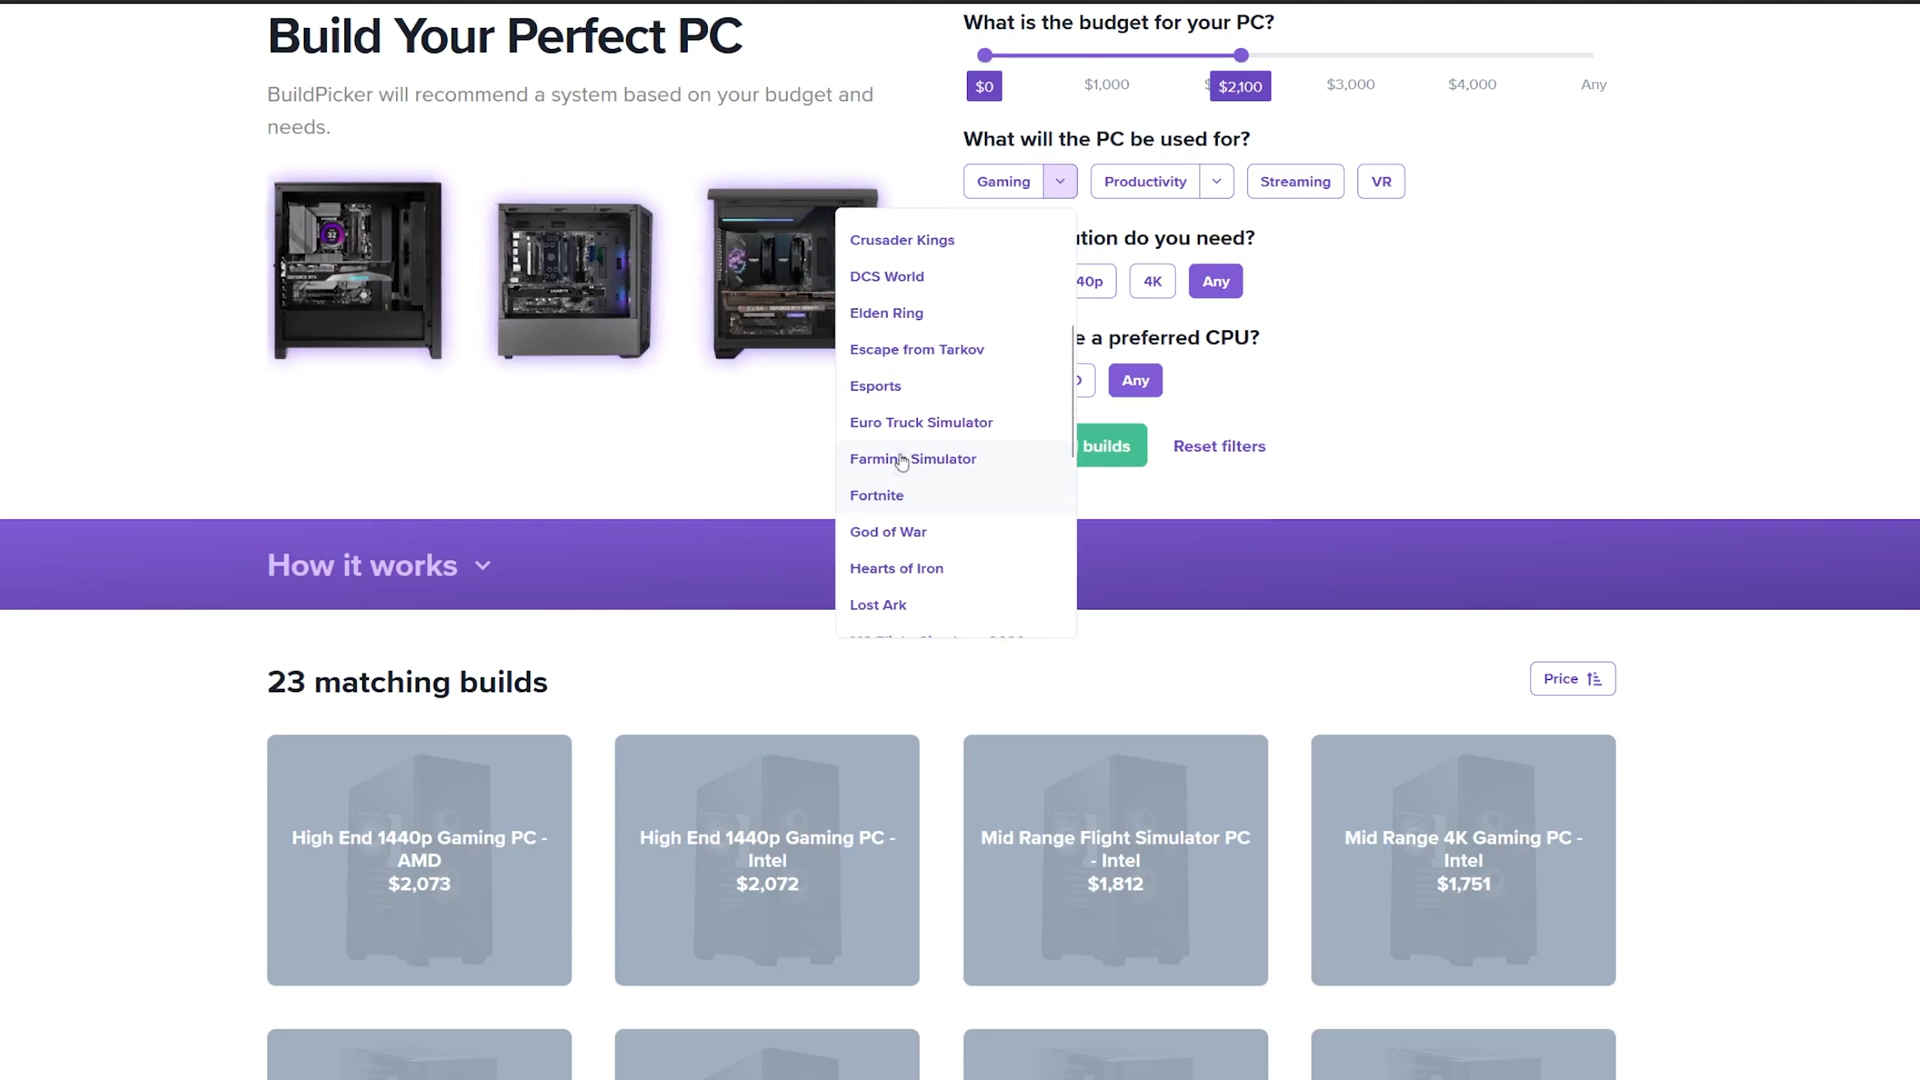 Build Your Perfect PC
BuildPicker will recommend a system based on your budget and
needs.
What is the budget for your PC?
$0
$1,000
$2,100
$3,000
$4,000
Any
What will the PC be used for?
Gaming
Productivity
Streaming
VR
ution do you need?
40p
4K
Any
e a preferred CPU?
Any
builds
Reset filters
Crusader Kings
DCS World
Elden Ring
Escape from Tarkov
Esports
Euro Truck Simulator
Farming Simulator
Fortnite
God of War
Hearts of Iron
Lost Ark
How it works
23 matching builds
Price
High End 1440p Gaming PC -
AMD
$2,073
High End 1440p Gaming PC -
Intel
$2,072
Mid Range Flight Simulator PC
- Intel
$1,812
Mid Range 4K Gaming PC -
Intel
$1,751